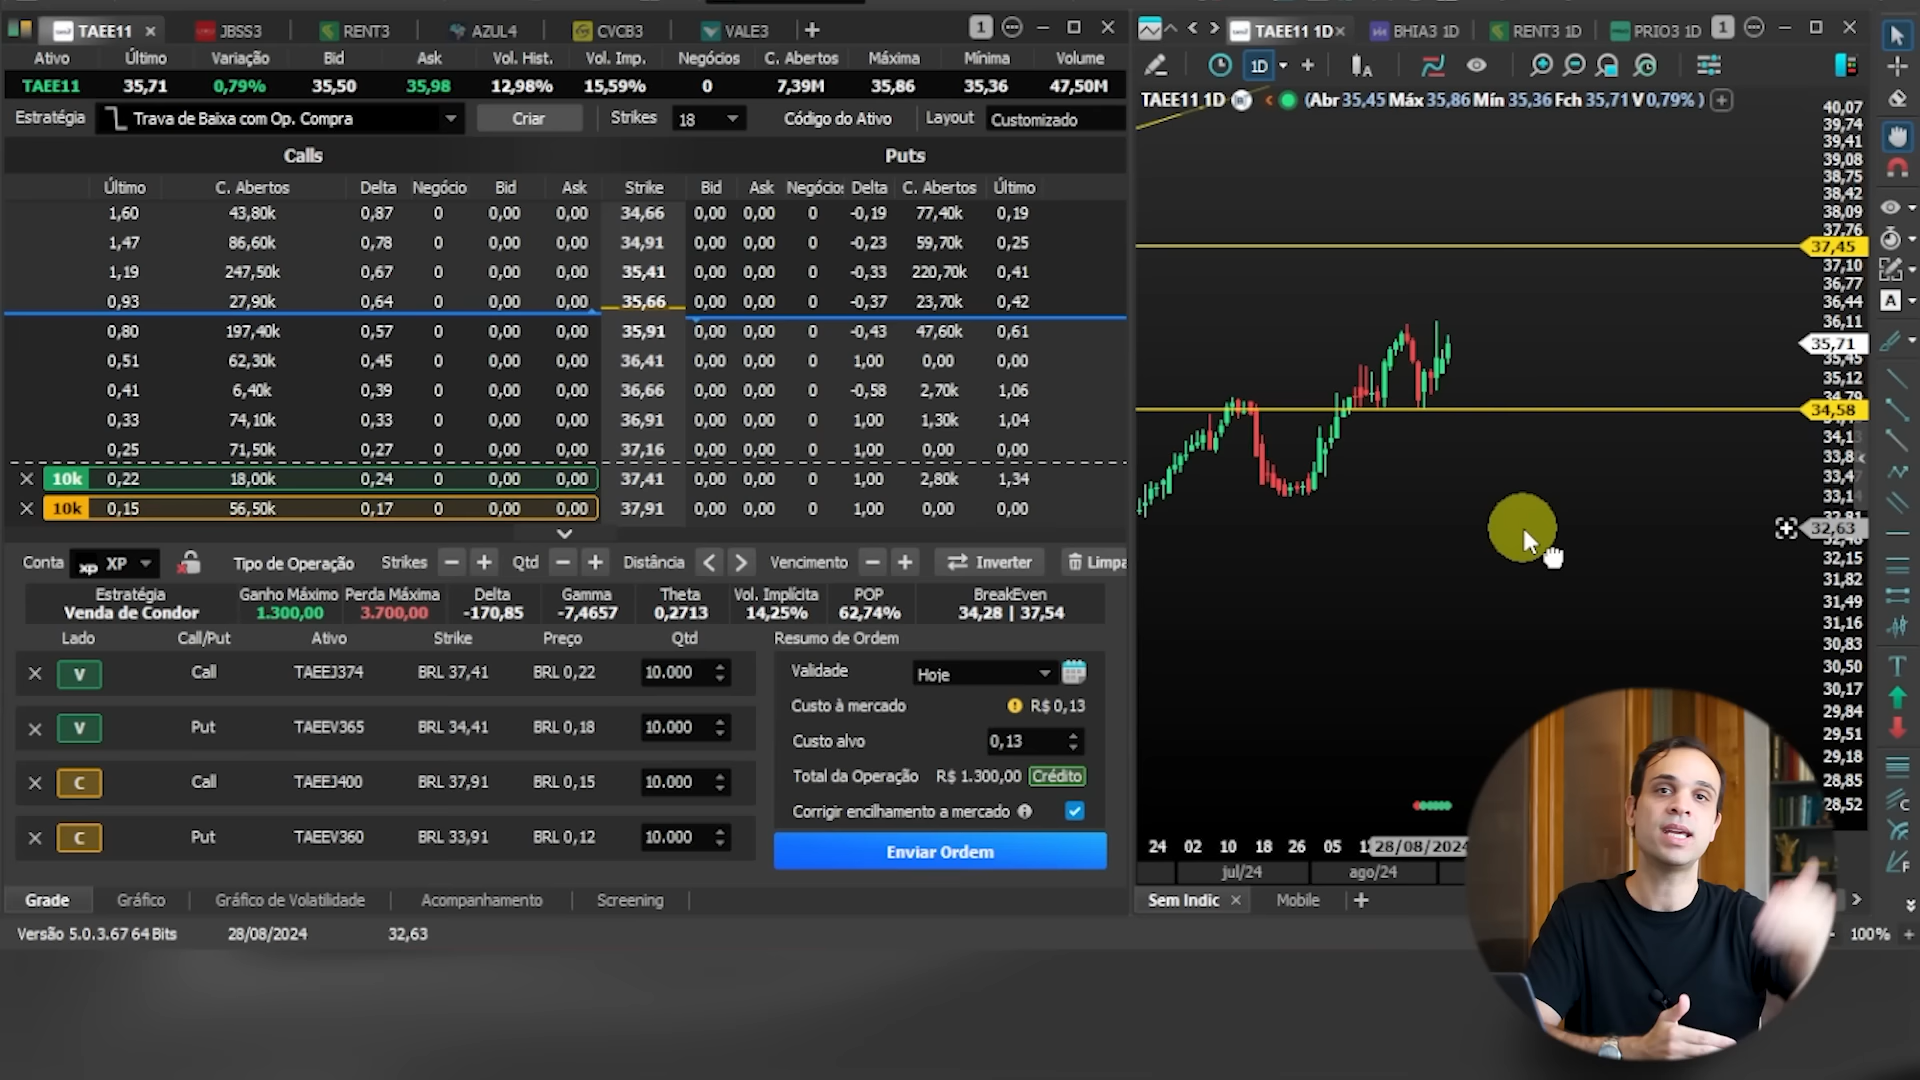 TAEE11
JBSS3
RENT3
AZUL4
CVCB3
VALE3
1
Ativo Último Variação Bid Ask Vol. Hist. Vol. Imp. Negócios C. Abertos Máxima Mínima Volume
TAEE11 35,71 0,79% 35,50 35,98 12,98% 15,59% 0 7,39M 35,86 35,36 47,50M
Estratégia Trava de Baixa com Op. Compra Criar Strikes 18 Código do Ativo Layout Customizado
Calls Puts
Último C. Abertos Delta Negócio Bid Ask Strike Bid Ask Negócios Delta C. Abertos Último
1,60 43,80k 0,87 0 0,00 0,00 34,66 0,00 0,00 0 -0,19 77,40k 0,19
1,47 86,60k 0,78 0 0,00 0,00 34,91 0,00 0,00 0 -0,23 59,70k 0,25
1,19 247,50k 0,67 0 0,00 0,00 35,41 0,00 0,00 0 -0,33 220,70k 0,41
0,93 27,90k 0,64 0 0,00 0,00 35,66 0,00 0,00 0 -0,37 23,70k 0,42
0,80 197,40k 0,57 0 0,00 0,00 35,91 0,00 0,00 0 -0,43 47,60k 0,61
0,51 62,30k 0,45 0 0,00 0,00 36,41 0,00 0,00 0 1,00 0,00 0,00
0,41 6,40k 0,39 0 0,00 0,00 36,66 0,00 0,00 0 -0,58 2,70k 1,06
0,33 74,10k 0,33 0 0,00 0,00 36,91 0,00 0,00 0 1,00 1,30k 1,04
0,25 71,50k 0,27 0 0,00 0,00 37,16 0,00 0,00 0 1,00 0,00 0,00
10k 0,22 18,00k 0,24 0 0,00 0,00 37,41 0,00 0,00 0 1,00 2,80k 1,34
10k 0,15 56,50k 0,17 0 0,00 0,00 37,91 0,00 0,00 0 1,00 0,00 0,00
Conta xp XP Tipo de Operação Strikes − + Qtd − + Distância < > Vencimento − + Inverter Limpa
Estratégia Ganho Máximo Perda Máxima Delta Gamma Theta Vol. Implícita POP BreakEven
Venda de Condor 1.300,00 3.700,00 -170,85 -7,4657 0,2713 14,25% 62,74% 34,28 | 37,54
Lado Call/Put Ativo Strike Preço Qtd
V Call TAEEJ374 BRL 37,41 BRL 0,22 10.000
V Put TAEEV365 BRL 34,41 BRL 0,18 10.000
C Call TAEEJ400 BRL 37,91 BRL 0,15 10.000
C Put TAEEV360 BRL 33,91 BRL 0,12 10.000
Resumo de Ordem
Validade Hoje
Custo à mercado R$ 0,13
Custo alvo 0,13
Total da Operação R$ 1.300,00 Crédito
Corrigir encilhamento a mercado
Enviar Ordem
Grade Gráfico Gráfico de Volatilidade Acompanhamento Screening
Versão 5.0.3.67 64 Bits 28/08/2024 32,63
TAEE11 1D
BHIA3 1D
RENT3 1D
PRIO3 1D
1
1D
TAEE11 1D (Abr 35,45 Máx 35,86 Mín 35,36 Fch 35,71 V 0,79% )
40,07
39,74
39,41
39,08
38,75
38,42
38,09
37,76
37,45
37,10
36,77
36,44
36,11
35,71
35,45
35,12
34,79
34,58
32,63
32,15
31,82
31,49
31,16
30,83
30,50
30,17
29,84
29,51
29,18
28,85
28,52
24 02 10 18 26 05 28/08/2024
jul/24 ago/24
Sem Indic Mobile
100%